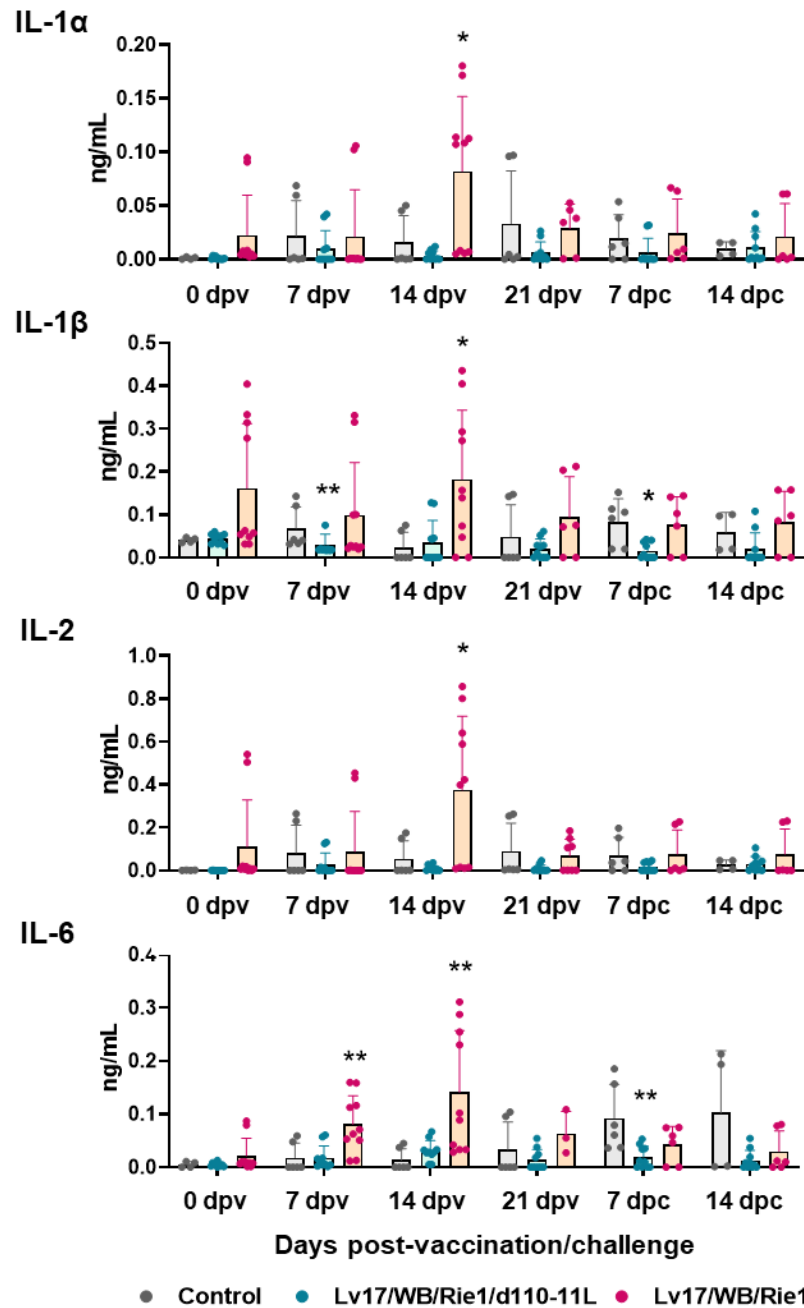 IL-1α
0.20
*
0.15
ng/mL
0.10
0.05
0.00
0 dpv 7 dpv 14 dpv 21 dpv 7 dpc 14 dpc
IL-1β
0.5
*
0.4
ng/mL
0.3
0.2
**
*
0.1
0.0
0 dpv 7 dpv 14 dpv 21 dpv 7 dpc 14 dpc
IL-2
1.0
*
0.8
ng/mL
0.6
0.4
0.2
0.0
0 dpv 7 dpv 14 dpv 21 dpv 7 dpc 14 dpc
IL-6
0.4
**
0.3
ng/mL
0.2
**
**
0.1
0.0
0 dpv 7 dpv 14 dpv 21 dpv 7 dpc 14 dpc
Days post-vaccination/challenge
Control Lv17/WB/Rie1/d110-11L Lv17/WB/Rie1